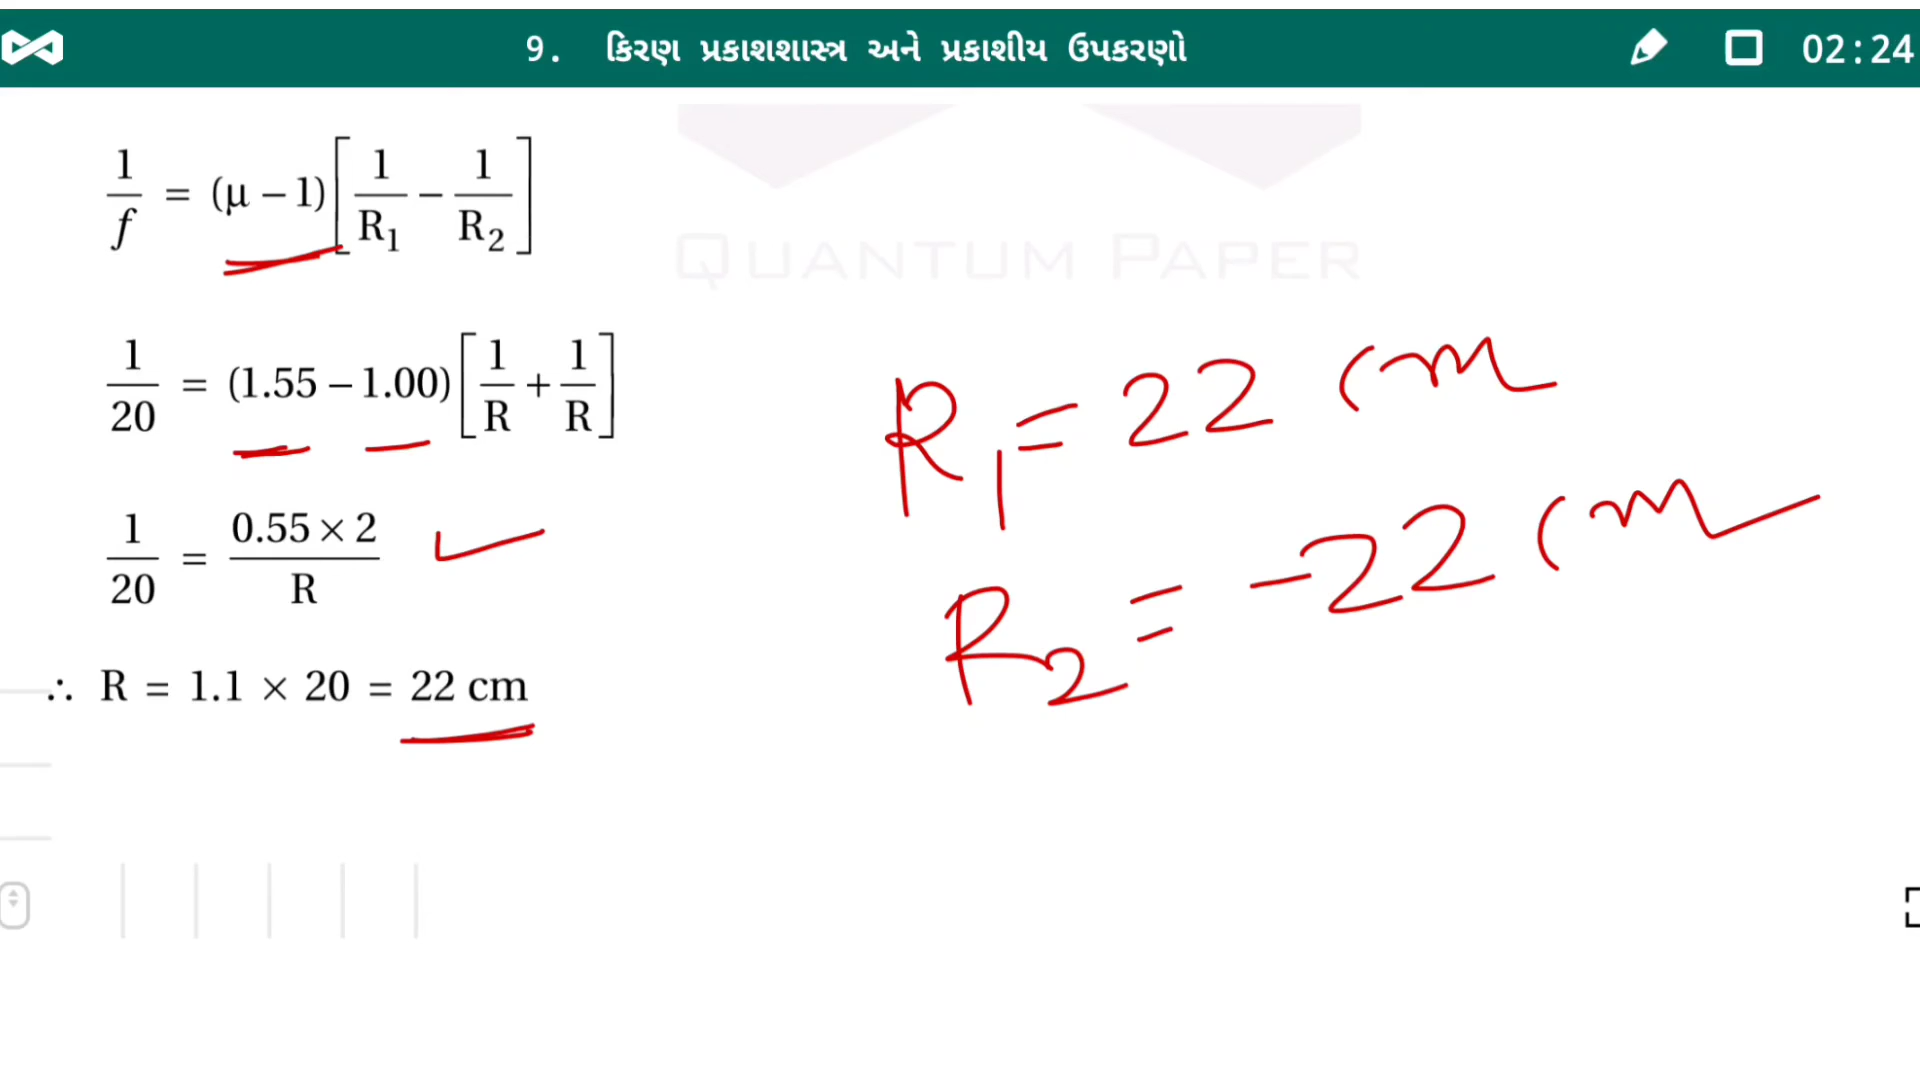 9. કિરણ પ્રકાશશાસ્ત્ર અને પ્રકાશીય ઉપકરણો 02:24
QUANTUM PAPER
1/f = (μ – 1)[1/R₁ – 1/R₂]
1/20 = (1.55 – 1.00)[1/R + 1/R]
1/20 = 0.55 × 2/R
∴ R = 1.1 × 20 = 22 cm
R₁ = 22 cm
R₂ = -22 cm